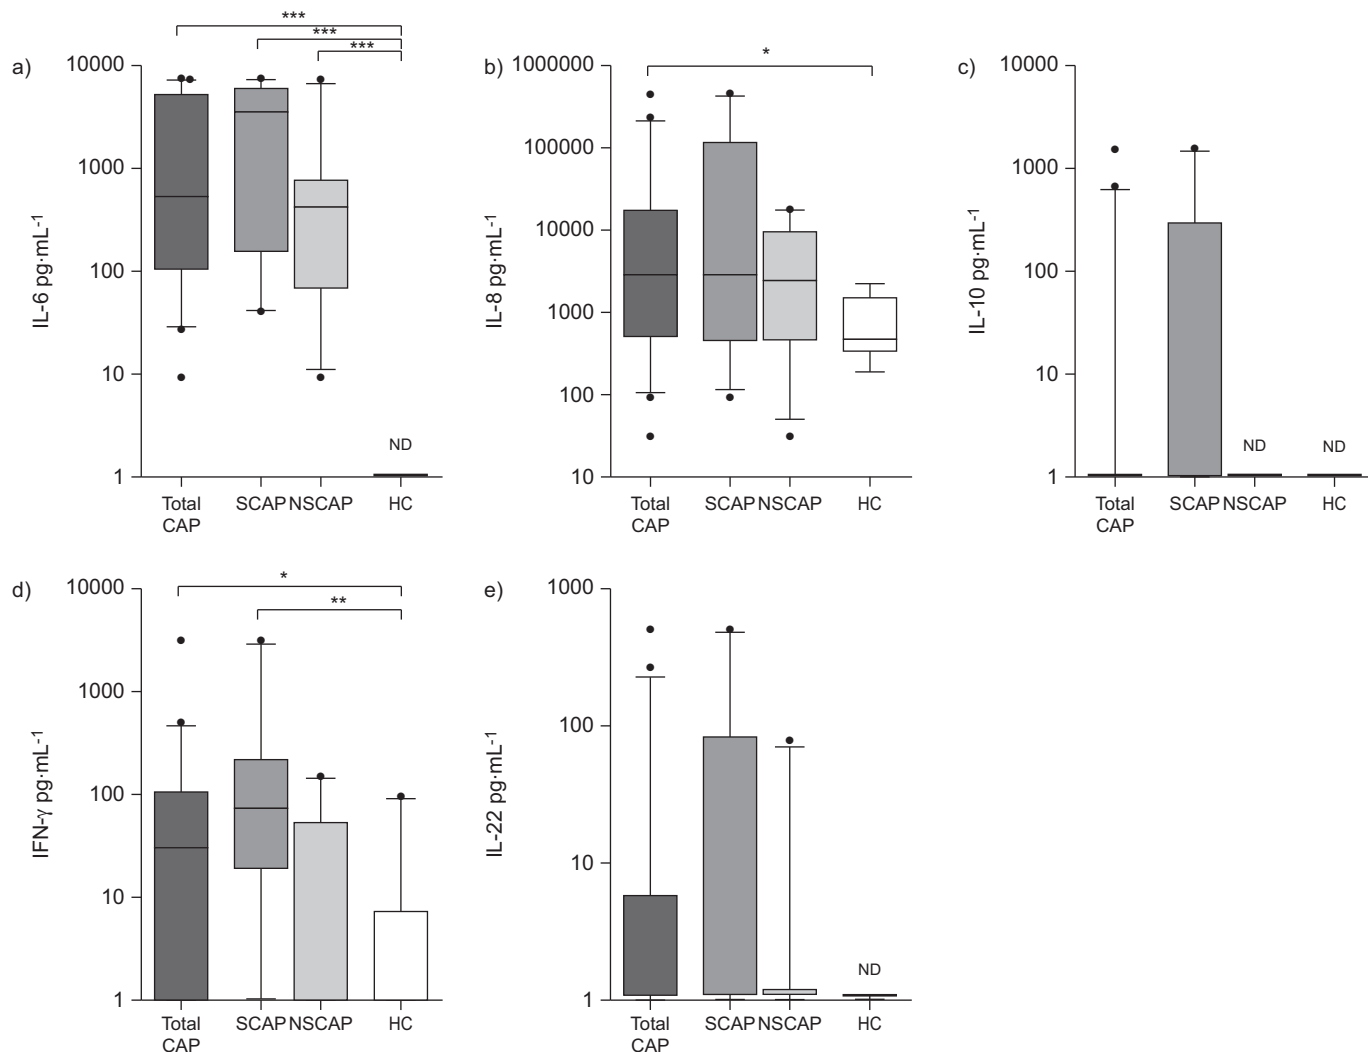 ***
***
***
a)
10000
1000
100
10
1
IL-6 pg·mL⁻¹
ND
Total CAP
SCAP
NSCAP
HC
b)
*
1000000
100000
10000
1000
100
10
IL-8 pg·mL⁻¹
Total CAP
SCAP
NSCAP
HC
c)
10000
1000
100
10
1
IL-10 pg·mL⁻¹
ND
ND
Total CAP
SCAP
NSCAP
HC
d)
*
**
10000
1000
100
10
1
IFN-γ pg·mL⁻¹
Total CAP
SCAP
NSCAP
HC
e)
1000
100
10
1
IL-22 pg·mL⁻¹
ND
Total CAP
SCAP
NSCAP
HC